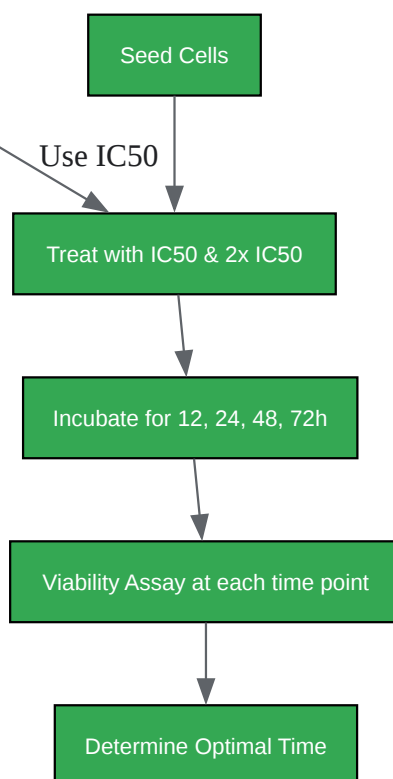 Seed Cells
Use IC50
Treat with IC50 & 2x IC50
Incubate for 12, 24, 48, 72h
Viability Assay at each time point
Determine Optimal Time